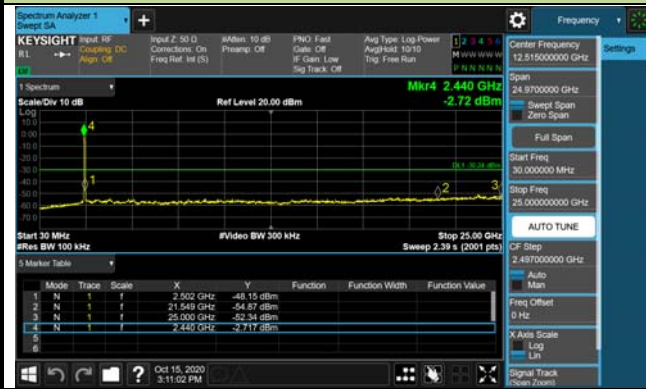 Spectrum Analyzer 1
Swept SA
+
Frequency
KEYSIGHT Input: RF Input Z: 50 Ω #Atten: 10 dB PNO: Fast Avg Type: Log-Power 1 2 3 4 5 6
RL Coupling: DC Corrections: On Preamp: Off Gate: Off Avg|Hold: 10/10 M W W W W W
Align: Off Freq Ref: Int (S) IF Gain: Low Trig: Free Run
Sig Track: Off P N N N N N
Center Frequency
12.515000000 GHz
Settings
1 Spectrum
Mkr4 2.440 GHz
Scale/Div 10 dB Ref Level 20.00 dBm -2.72 dBm
Log
10.0
0.00
-10.0
-20.0
-30.0
-40.0
-50.0
-60.0
-70.0
4
DL1 -30.24 dBm
1
2
3
Start 30 MHz #Video BW 300 kHz Stop 25.00 GHz
#Res BW 100 kHz Sweep 2.39 s (2001 pts)
Span
24.9700000 GHz
Swept Span
Zero Span
Full Span
Start Freq
30.000000 MHz
Stop Freq
25.000000000 GHz
AUTO TUNE
CF Step
2.497000000 GHz
Auto
Man
Freq Offset
0 Hz
X Axis Scale
Log
Lin
Signal Track
(Span Zoom)
5 Marker Table
Mode Trace Scale X Y Function Function Width Function Value
1 N 1 f 2.502 GHz -48.15 dBm
2 N 1 f 21.549 GHz -54.87 dBm
3 N 1 f 25.000 GHz -52.34 dBm
4 N 1 f 2.440 GHz -2.717 dBm
5
6
? Oct 15, 2020
3:11:02 PM